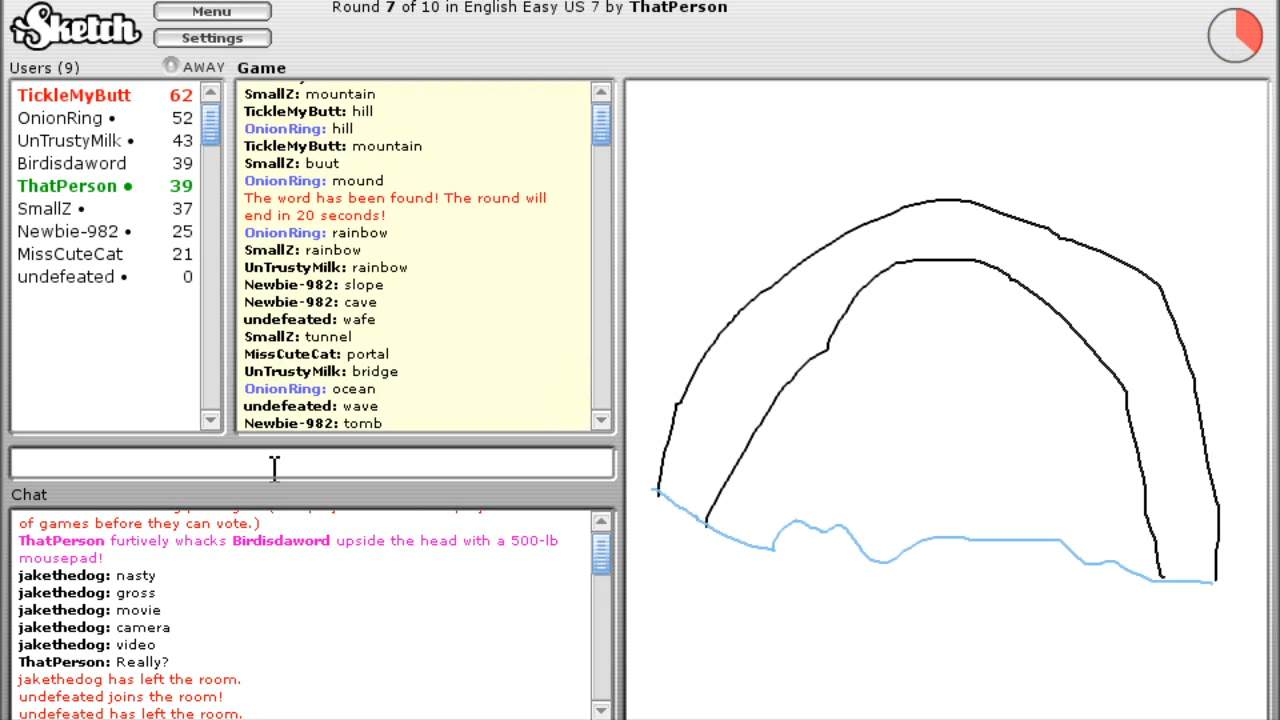 iSketch
Menu
Settings
Round 7 of 10 in English Easy US 7 by ThatPerson
Users (9)
AWAY
Game
TickleMyButt 62
OnionRing • 52
UnTrustyMilk • 43
Birdisdaword 39
ThatPerson • 39
SmallZ • 37
Newbie-982 • 25
MissCuteCat 21
undefeated • 0
SmallZ: mountain
TickleMyButt: hill
OnionRing: hill
TickleMyButt: mountain
SmallZ: buut
OnionRing: mound
The word has been found! The round will
end in 20 seconds!
OnionRing: rainbow
SmallZ: rainbow
UnTrustyMilk: rainbow
Newbie-982: slope
Newbie-982: cave
undefeated: wafe
SmallZ: tunnel
MissCuteCat: portal
UnTrustyMilk: bridge
OnionRing: ocean
undefeated: wave
Newbie-982: tomb
Chat
of games before they can vote.)
ThatPerson furtively whacks Birdisdaword upside the head with a 500-lb
mousepad!
jakethedog: nasty
jakethedog: gross
jakethedog: movie
jakethedog: camera
jakethedog: video
ThatPerson: Really?
jakethedog has left the room.
undefeated joins the room!
undefeated has left the room.